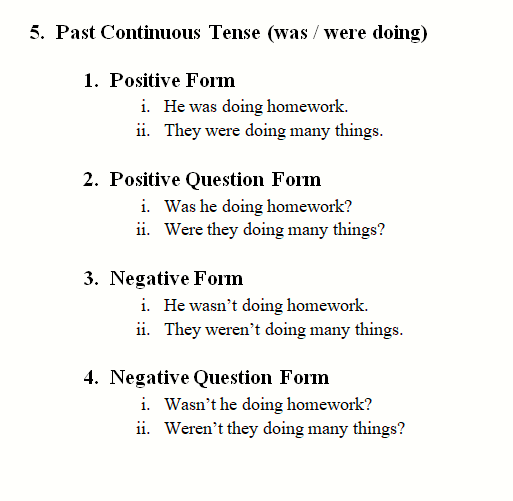 5. Past Continuous Tense (was / were doing)
1. Positive Form
i. He was doing homework.
ii. They were doing many things.
2. Positive Question Form
i. Was he doing homework?
ii. Were they doing many things?
3. Negative Form
i. He wasn’t doing homework.
ii. They weren’t doing many things.
4. Negative Question Form
i. Wasn’t he doing homework?
ii. Weren’t they doing many things?